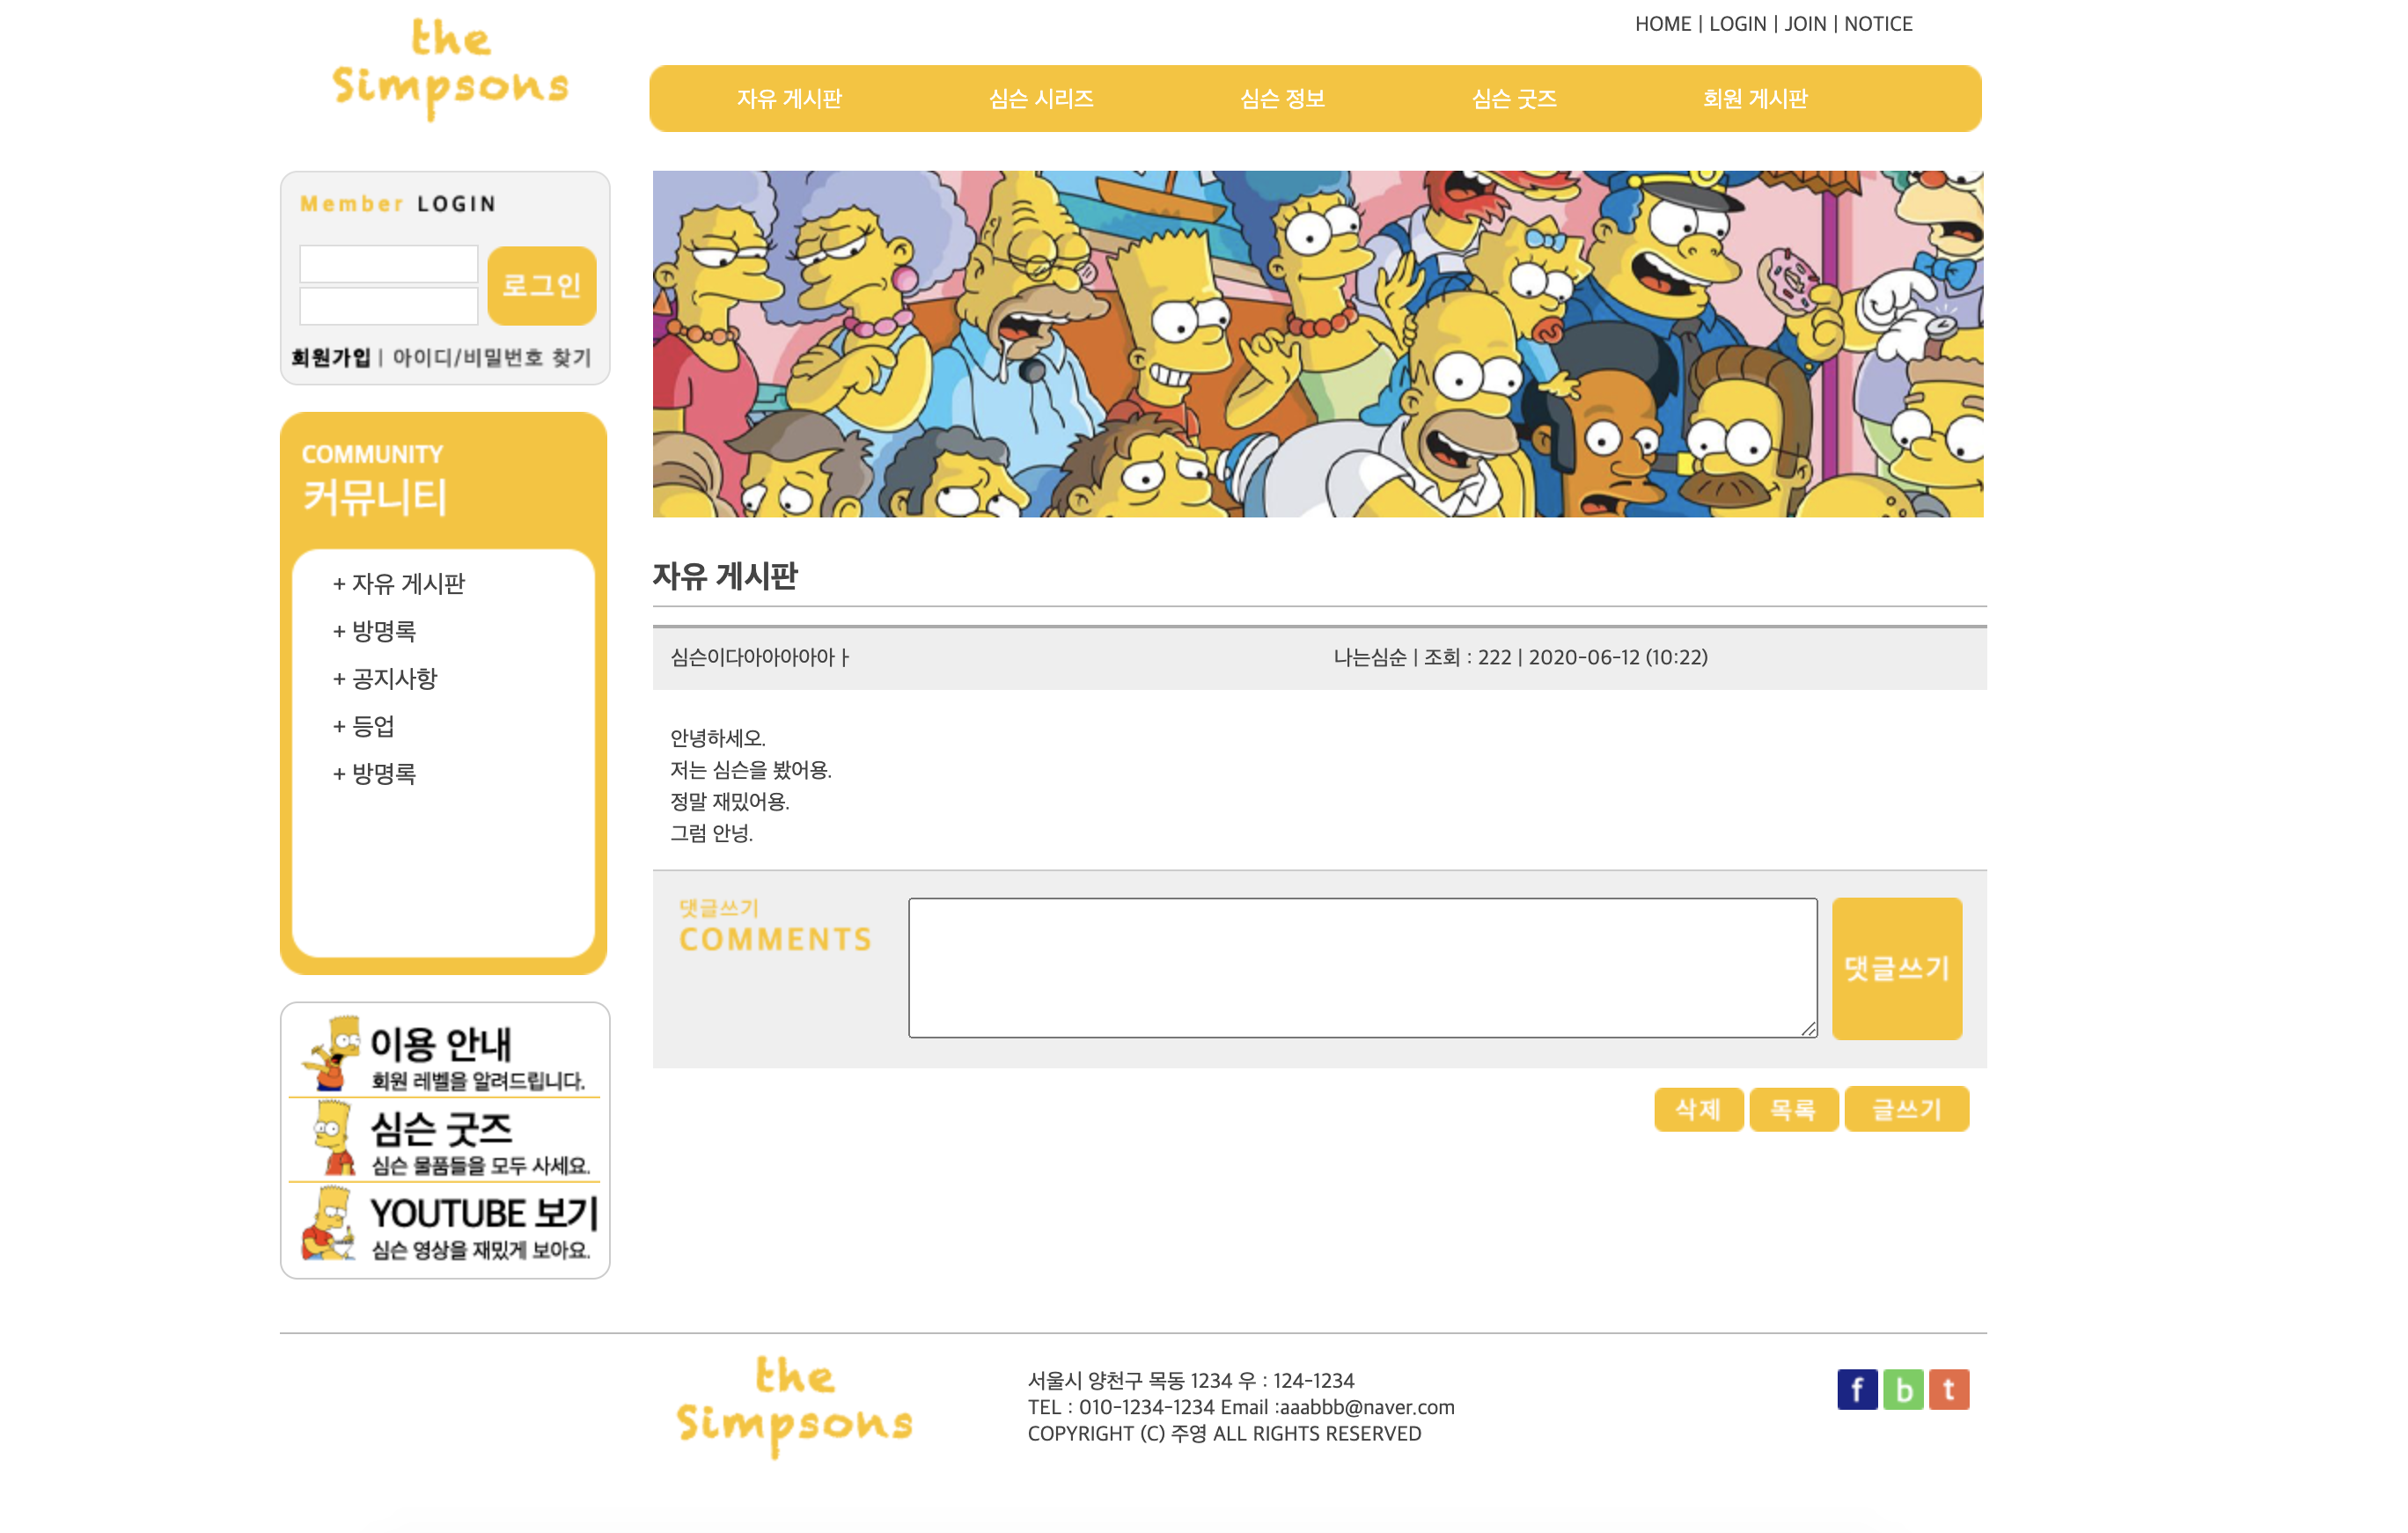 the
Simpsons
HOME | LOGIN | JOIN | NOTICE
자유 게시판 심슨 시리즈 심슨 정보 심슨 굿즈 회원 게시판
Member LOGIN
로그인
회원가입 | 아이디/비밀번호 찾기
COMMUNITY
커뮤니티
+ 자유 게시판
+ 방명록
+ 공지사항
+ 등업
+ 방명록
이용 안내
회원 레벨을 알려드립니다.
심슨 굿즈
심슨 물품들을 모두 사세요.
YOUTUBE 보기
심슨 영상을 재밌게 보아요.
자유 게시판
심슨이다아아아아아ㅏ 나는심순 | 조회 : 222 | 2020-06-12 (10:22)
안녕하세오.
저는 심슨을 봤어용.
정말 재밌어용.
그럼 안넝.
댓글쓰기
COMMENTS
댓글쓰기
삭제 목록 글쓰기
the
Simpsons
서울시 양천구 목동 1234 우 : 124-1234
TEL : 010-1234-1234 Email :aaabbb@naver.com
COPYRIGHT (C) 주영 ALL RIGHTS RESERVED
f b t